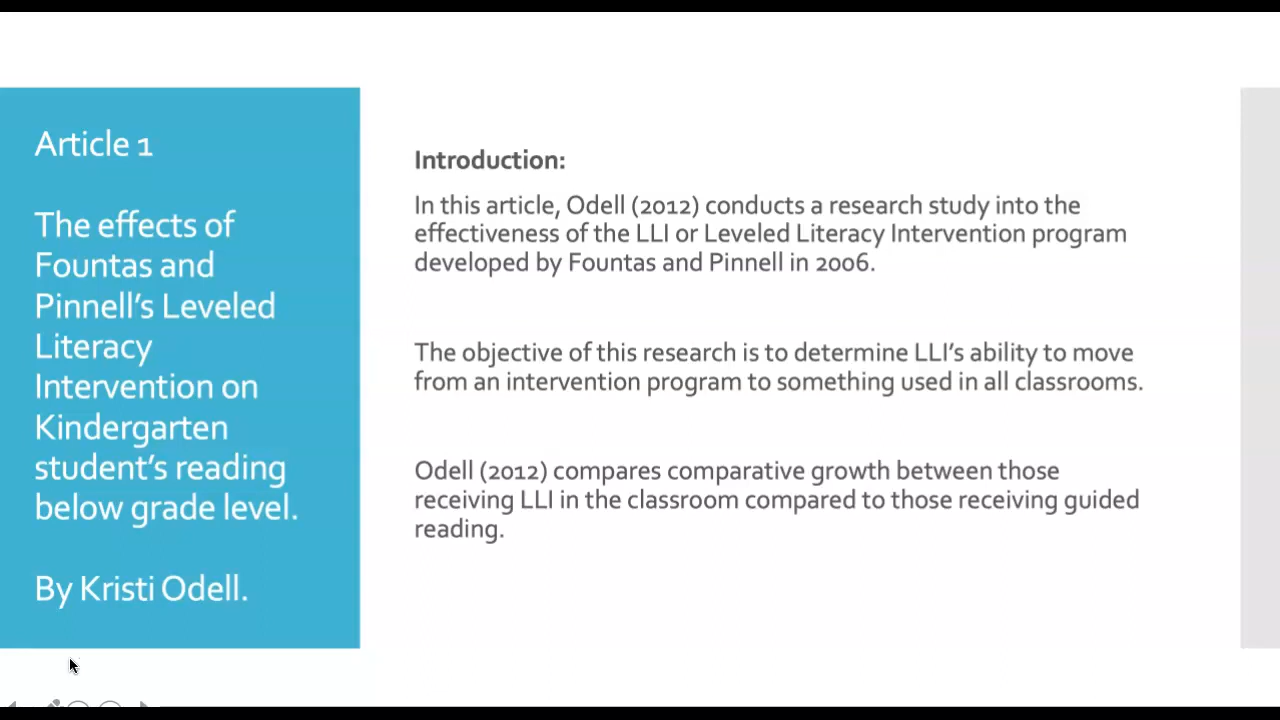 Article 1
The effects of
Fountas and
Pinnell's Leveled
Literacy
Intervention on
Kindergarten
student's reading
below grade level.
By Kristi Odell.
Introduction:
In this article, Odell (2012) conducts a research study into the
effectiveness of the LLI or Leveled Literacy Intervention program
developed by Fountas and Pinnell in 2006.
The objective of this research is to determine LLI's ability to move
from an intervention program to something used in all classrooms.
Odell (2012) compares comparative growth between those
receiving LLI in the classroom compared to those receiving guided
reading.